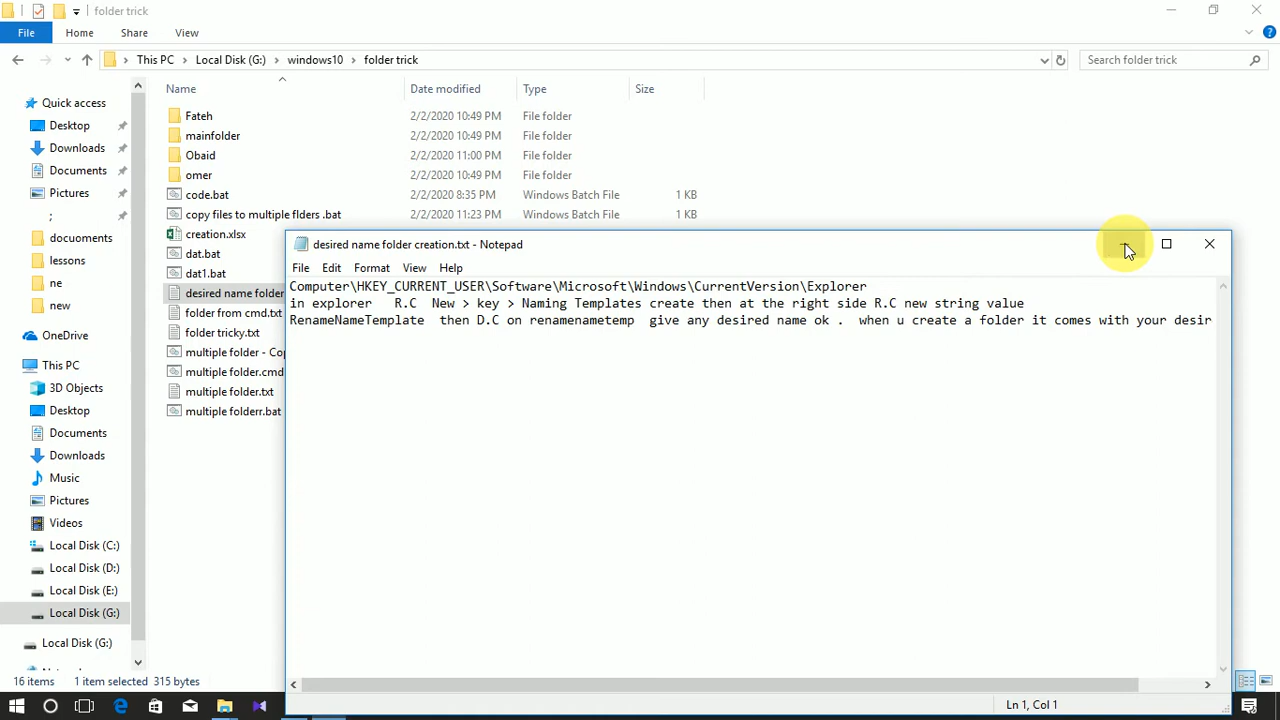 folder trick
File Home Share View
This PC Local Disk (G:) windows10 folder trick
Search folder trick
Name Date modified Type Size
Quick access
Desktop
Downloads
Documents
Pictures
;
docuoments
lessons
ne
new
OneDrive
This PC
3D Objects
Desktop
Documents
Downloads
Music
Pictures
Videos
Local Disk (C:)
Local Disk (D:)
Local Disk (E:)
Local Disk (G:)
Local Disk (G:)
Fateh 2/2/2020 10:49 PM File folder
mainfolder 2/2/2020 10:49 PM File folder
Obaid 2/2/2020 11:00 PM File folder
omer 2/2/2020 10:49 PM File folder
code.bat 2/2/2020 8:35 PM Windows Batch File 1 KB
copy files to multiple flders .bat 2/2/2020 11:23 PM Windows Batch File 1 KB
creation.xlsx
dat.bat
dat1.bat
desired name folder
folder from cmd.txt
folder tricky.txt
multiple folder - Cop
multiple folder.cmd
multiple folder.txt
multiple folderr.bat
desired name folder creation.txt - Notepad
File Edit Format View Help
Computer\HKEY_CURRENT_USER\Software\Microsoft\Windows\CurrentVersion\Explorer
in explorer R.C New > key > Naming Templates create then at the right side R.C new string value
RenameNameTemplate then D.C on renamenametemp give any desired name ok . when u create a folder it comes with your desir
Ln 1, Col 1
16 items 1 item selected 315 bytes